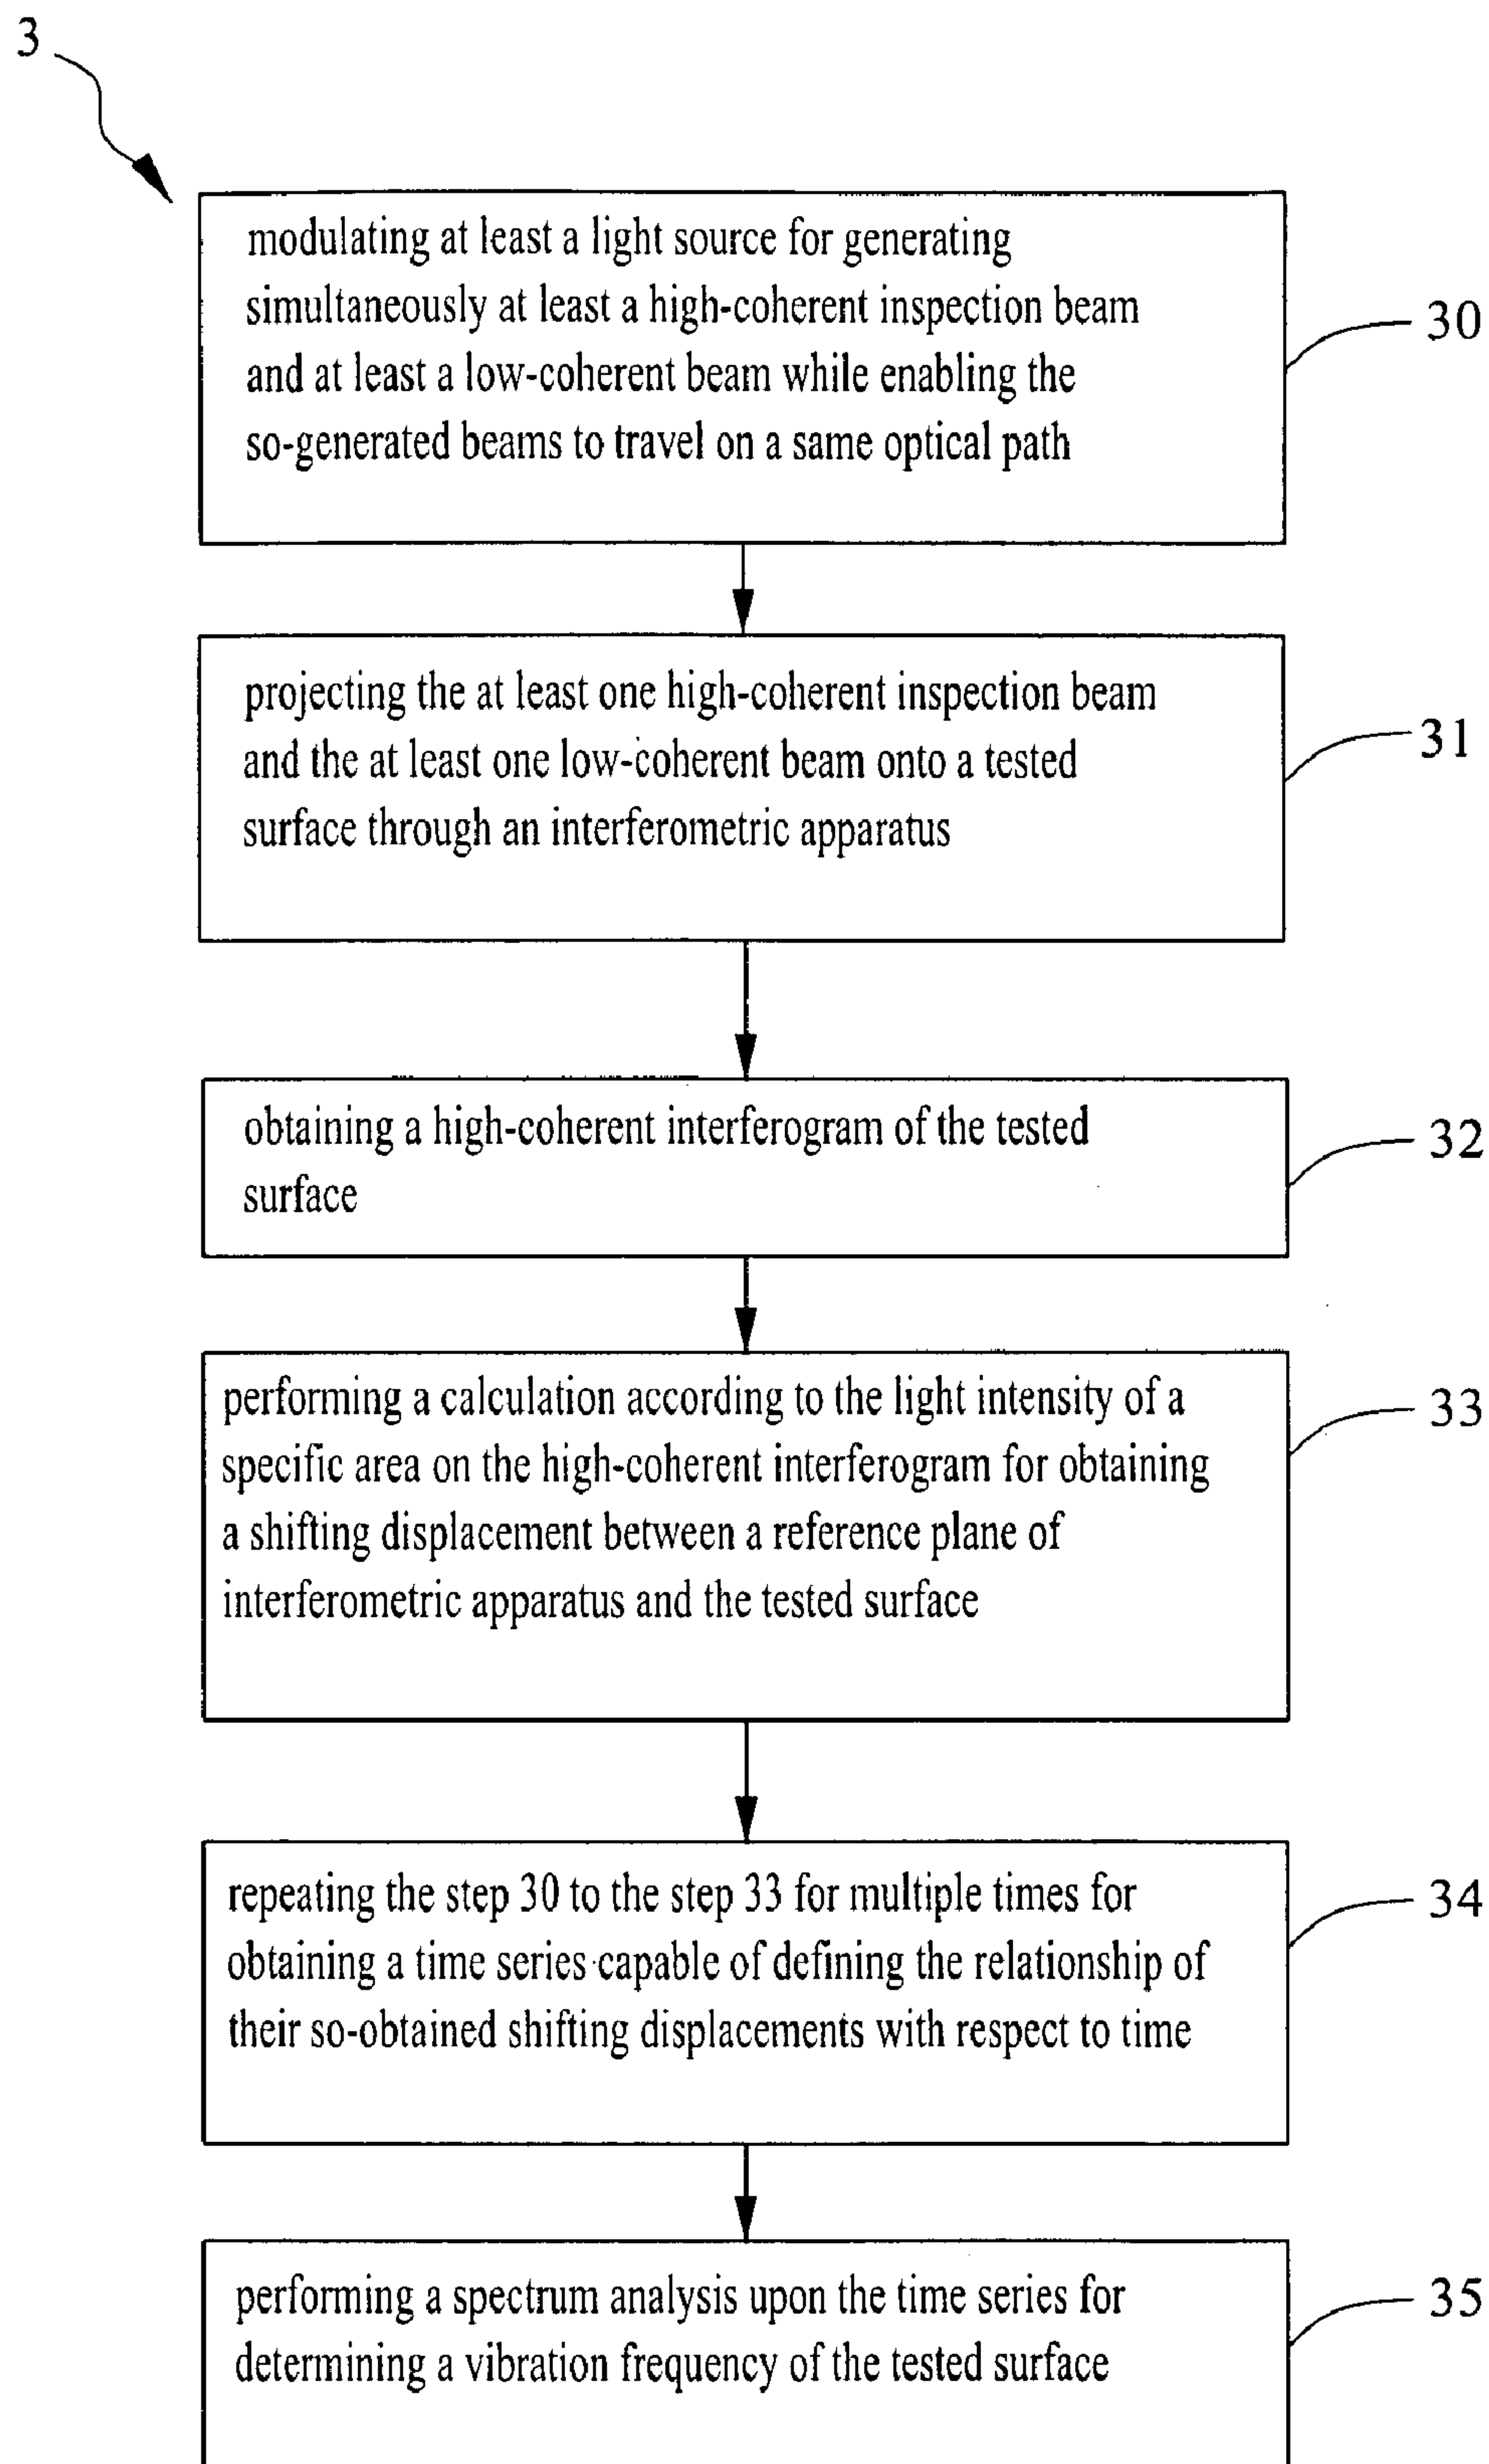 3
modulating at least a light source for generating
simultaneously at least a high-coherent inspection beam
and at least a low-coherent beam while enabling the
so-generated beams to travel on a same optical path
30
projecting the at least one high-coherent inspection beam
and the at least one low-coherent beam onto a tested
surface through an interferometric apparatus
31
obtaining a high-coherent interferogram of the tested
surface
32
performing a calculation according to the light intensity of a
specific area on the high-coherent interferogram for obtaining
a shifting displacement between a reference plane of
interferometric apparatus and the tested surface
33
repeating the step 30 to the step 33 for multiple times for
obtaining a time series capable of defining the relationship of
their so-obtained shifting displacements with respect to time
34
performing a spectrum analysis upon the time series for
determining a vibration frequency of the tested surface
35